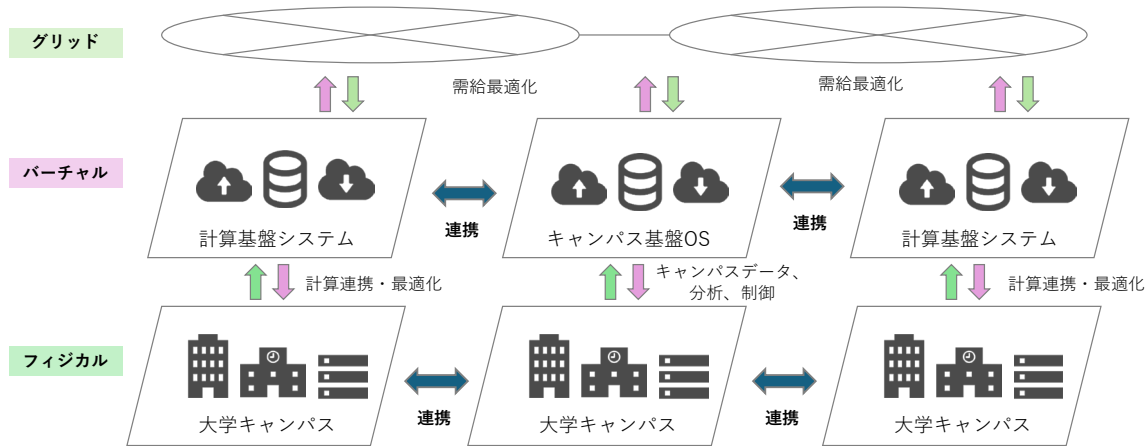 グリッド
需給最適化
需給最適化
バーチャル
計算基盤システム
連携
キャンパス基盤OS
連携
計算基盤システム
計算連携・最適化
キャンパスデータ、
分析、制御
計算連携・最適化
フィジカル
大学キャンパス
連携
大学キャンパス
連携
大学キャンパス